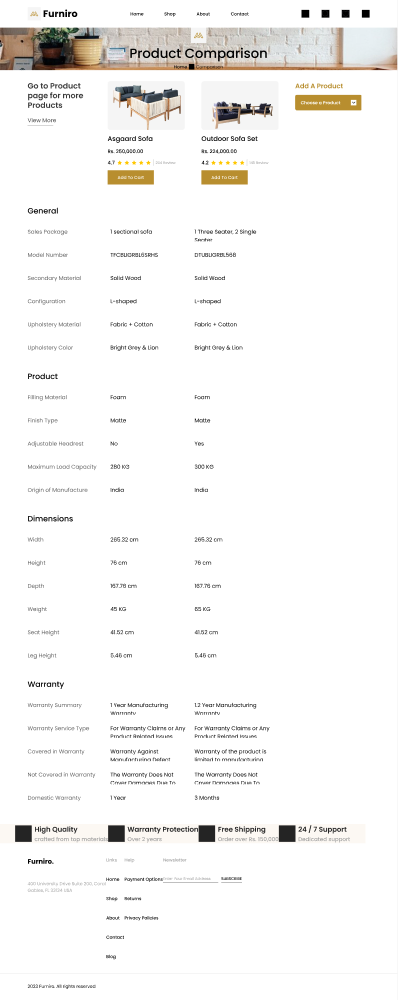 Furniro
Home Shop About Contact
Product Comparison
Home Comparison
Go to Product
page for more
Products
View More
Asgaard Sofa
Rs. 250,000.00
4.7
Add To Cart
Outdoor Sofa Set
Rs. 224,000.00
4.2
Add To Cart
Add A Product
Choose a Product
General
Sales Package 1 sectional sofa 1 Three Seater, 2 Single
Seater
Model Number TFCBLIGRBL6SRHS DTUBLIGRBL568
Secondary Material Solid Wood Solid Wood
Configuration L-shaped L-shaped
Upholstery Material Fabric + Cotton Fabric + Cotton
Upholstery Color Bright Grey & Lion Bright Grey & Lion
Product
Filling Material Foam Foam
Finish Type Matte Matte
Adjustable Headrest No Yes
Maximum Load Capacity 280 KG 300 KG
Origin of Manufacture India India
Dimensions
Width 265.32 cm 265.32 cm
Height 76 cm 76 cm
Depth 167.76 cm 167.76 cm
Weight 45 KG 65 KG
Seat Height 41.52 cm 41.52 cm
Leg Height 5.46 cm 5.46 cm
Warranty
Warranty Summary 1 Year Manufacturing 1.2 Year Manufacturing
Warranty Warranty
Warranty Service Type For Warranty Claims or Any For Warranty Claims or Any
Product Related Issues Product Related Issues
Covered in Warranty Warranty Against Warranty of the product is
Manufacturing Defect limited to manufacturing
Not Covered in Warranty The Warranty Does Not The Warranty Does Not
Cover Damages Due To Cover Damages Due To
Domestic Warranty 1 Year 3 Months
High Quality Warranty Protection Free Shipping 24 / 7 Support
crafted from top materials Over 2 years Order over Rs. 150,000 Dedicated support
Furniro.
400 University Drive Suite 200 Coral
Gables, FL 33134 USA
Links
Home
Shop
About
Contact
Blog
Help
Payment Options
Returns
Privacy Policies
Newsletter
Enter Your Email Address SUBSCRIBE
2023 Furniro. All rights reserved